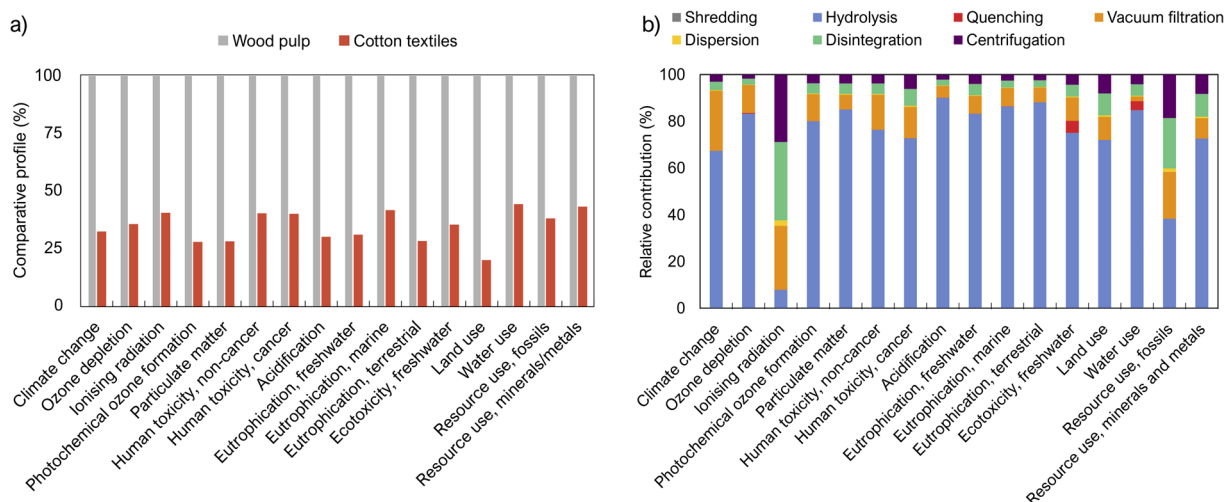 a)
Wood pulp Cotton textiles
Comparative profile (%)
100
75
50
25
0
Climate change
Ozone depletion
Ionising radiation
Photochemical ozone formation
Particulate matter
Human toxicity, non-cancer
Human toxicity, cancer
Acidification
Eutrophication, freshwater
Eutrophication, marine
Eutrophication, terrestrial
Ecotoxicity, freshwater
Land use
Water use
Resource use, fossils
Resource use, minerals/metals
b)
Shredding Hydrolysis Quenching Vacuum filtration
Dispersion Disintegration Centrifugation
Relative contribution (%)
100
80
60
40
20
0
Climate change
Ozone depletion
Ionising radiation
Photochemical ozone formation
Particulate matter
Human toxicity, non-cancer
Human toxicity, cancer
Acidification
Eutrophication, freshwater
Eutrophication, marine
Eutrophication, terrestrial
Ecotoxicity, freshwater
Land use
Water use
Resource use, fossils
Resource use, minerals and metals